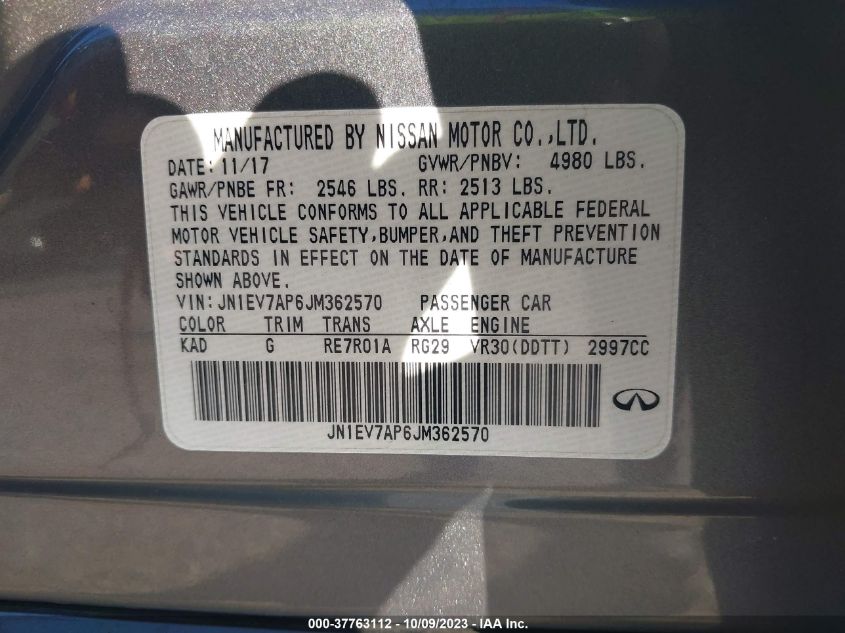 MANUFACTURED BY NISSAN MOTOR CO.,LTD.
DATE: 11/17 GVWR/PNBV: 4980 LBS.
GAWR/PNBE FR: 2546 LBS. RR: 2513 LBS.
THIS VEHICLE CONFORMS TO ALL APPLICABLE FEDERAL
MOTOR VEHICLE SAFETY,BUMPER,AND THEFT PREVENTION
STANDARDS IN EFFECT ON THE DATE OF MANUFACTURE
SHOWN ABOVE.
VIN:JN1EV7AP6JM362570 PASSENGER CAR
COLOR TRIM TRANS AXLE ENGINE
KAD G RE7R01A RG29 VR30(DDTT) 2997CC
JN1EV7AP6JM362570
000-37763112 - 10/09/2023 - IAA Inc.